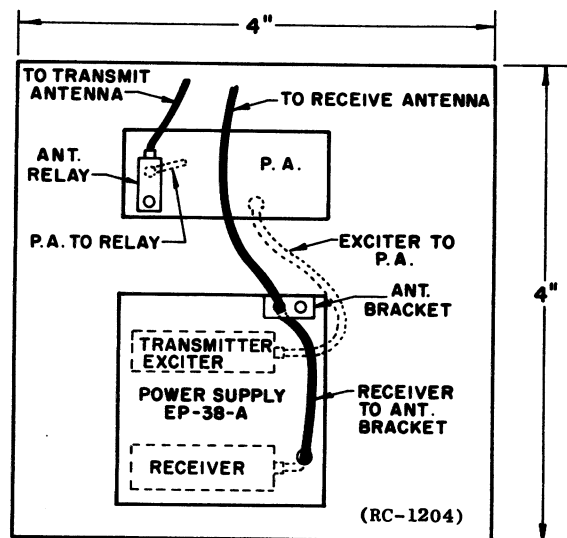 4"
TO TRANSMIT
ANTENNA
TO RECEIVE ANTENNA
ANT.
RELAY
P. A.
P.A. TO RELAY
EXCITER TO
P. A.
4"
ANT.
BRACKET
TRANSMITTER
EXCITER
POWER SUPPLY
EP-38-A
RECEIVER
TO ANT.
BRACKET
RECEIVER
(RC-1204)